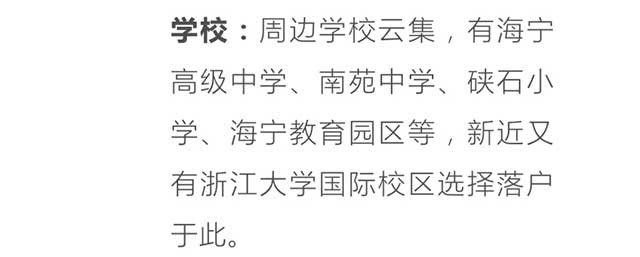 学校：周边学校云集，有海宁
高级中学、南苑中学、硖石小
学、海宁教育园区等，新近又
有浙江大学国际校区选择落户
于此。